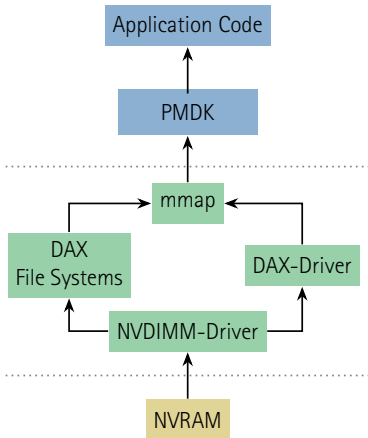 Application Code
PMDK
mmap
DAX
File Systems
DAX-Driver
NVDIMM-Driver
NVRAM